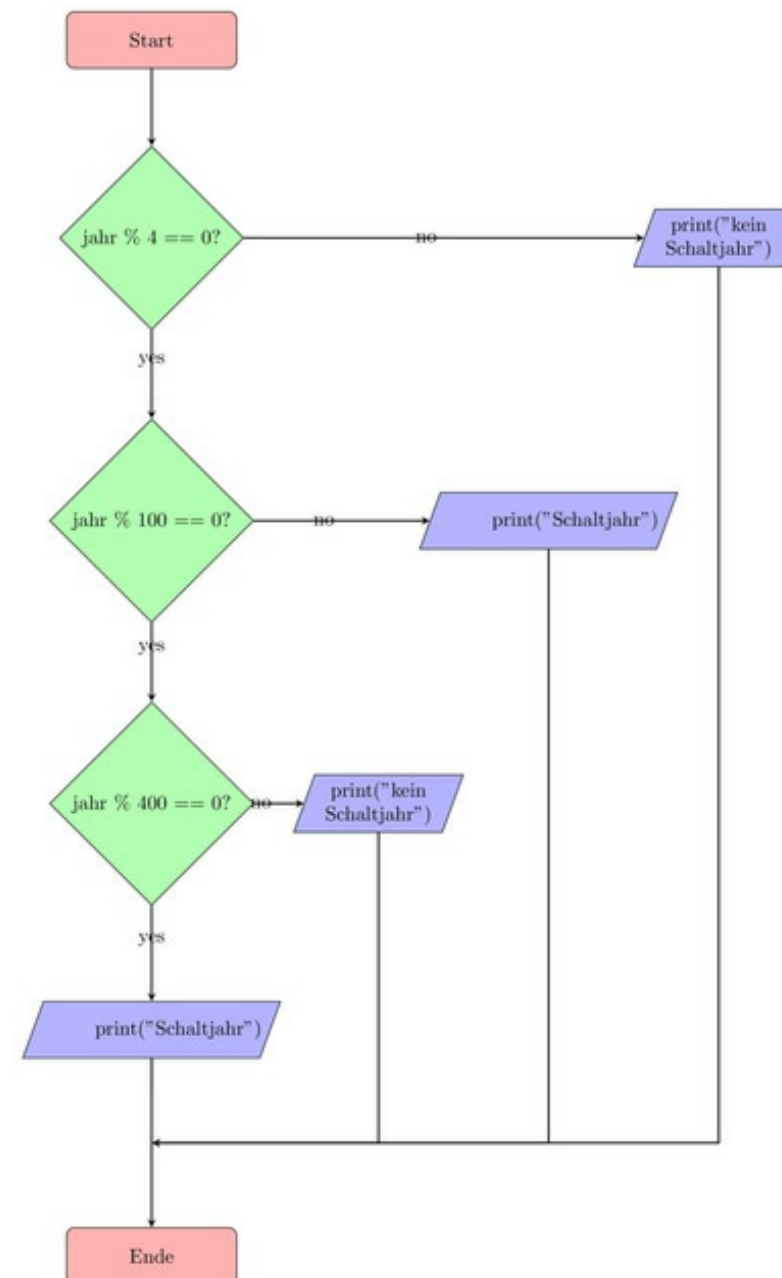 Start
jahr % 4 == 0?
no
print("kein
Schaltjahr")
yes
jahr % 100 == 0?
no
print("Schaltjahr")
yes
jahr % 400 == 0?
no
print("kein
Schaltjahr")
yes
print("Schaltjahr")
Ende